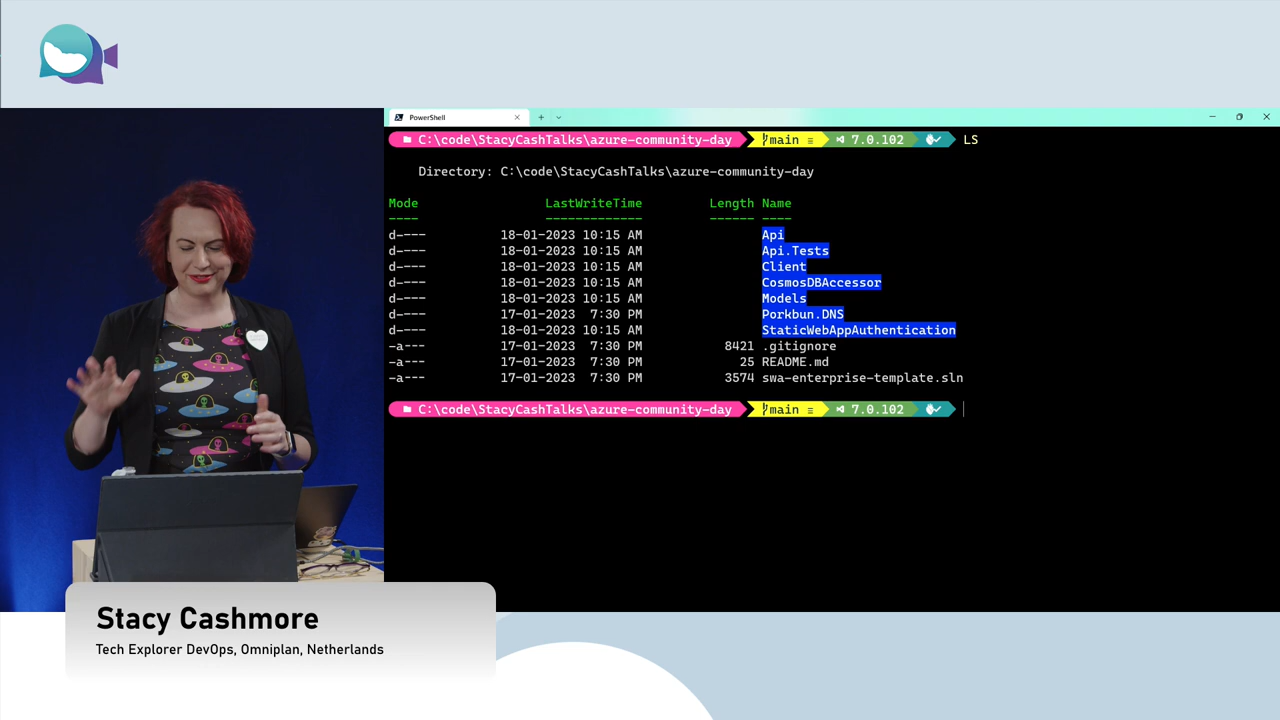 PowerShell
C:\code\StacyCashTalks\azure-community-day main ≡ 7.0.102 LS
Directory: C:\code\StacyCashTalks\azure-community-day
Mode LastWriteTime Length Name
---- ------------- ------ ----
d---- 18-01-2023 10:15 AM Api
d---- 18-01-2023 10:15 AM Api.Tests
d---- 18-01-2023 10:15 AM Client
d---- 18-01-2023 10:15 AM CosmosDBAccessor
d---- 18-01-2023 10:15 AM Models
d---- 17-01-2023 7:30 PM Porkbun.DNS
d---- 18-01-2023 10:15 AM StaticWebAppAuthentication
-a--- 17-01-2023 7:30 PM 8421 .gitignore
-a--- 17-01-2023 7:30 PM 25 README.md
-a--- 17-01-2023 7:30 PM 3574 swa-enterprise-template.sln
C:\code\StacyCashTalks\azure-community-day main ≡ 7.0.102
Stacy Cashmore
Tech Explorer DevOps, Omniplan, Netherlands